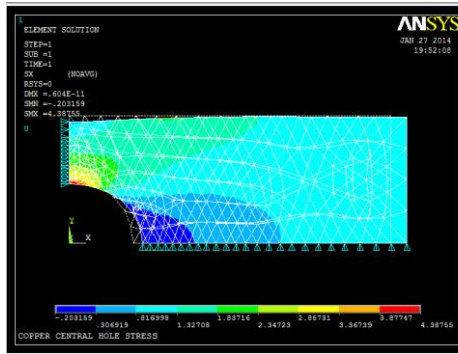 1
ELEMENT SOLUTION
STEP=1
SUB =1
TIME=1
SX (NOAVG)
RSYS=0
DMX =.604E-11
SMN =-.203159
SMX =4.38755
U
ANSYS
JAN 27 2014
19:52:08
Y
X
-.203159 .816998 1.83716 2.85731 3.87747
.306919 1.32708 2.34723 3.36739 4.38755
COPPER CENTRAL HOLE STRESS